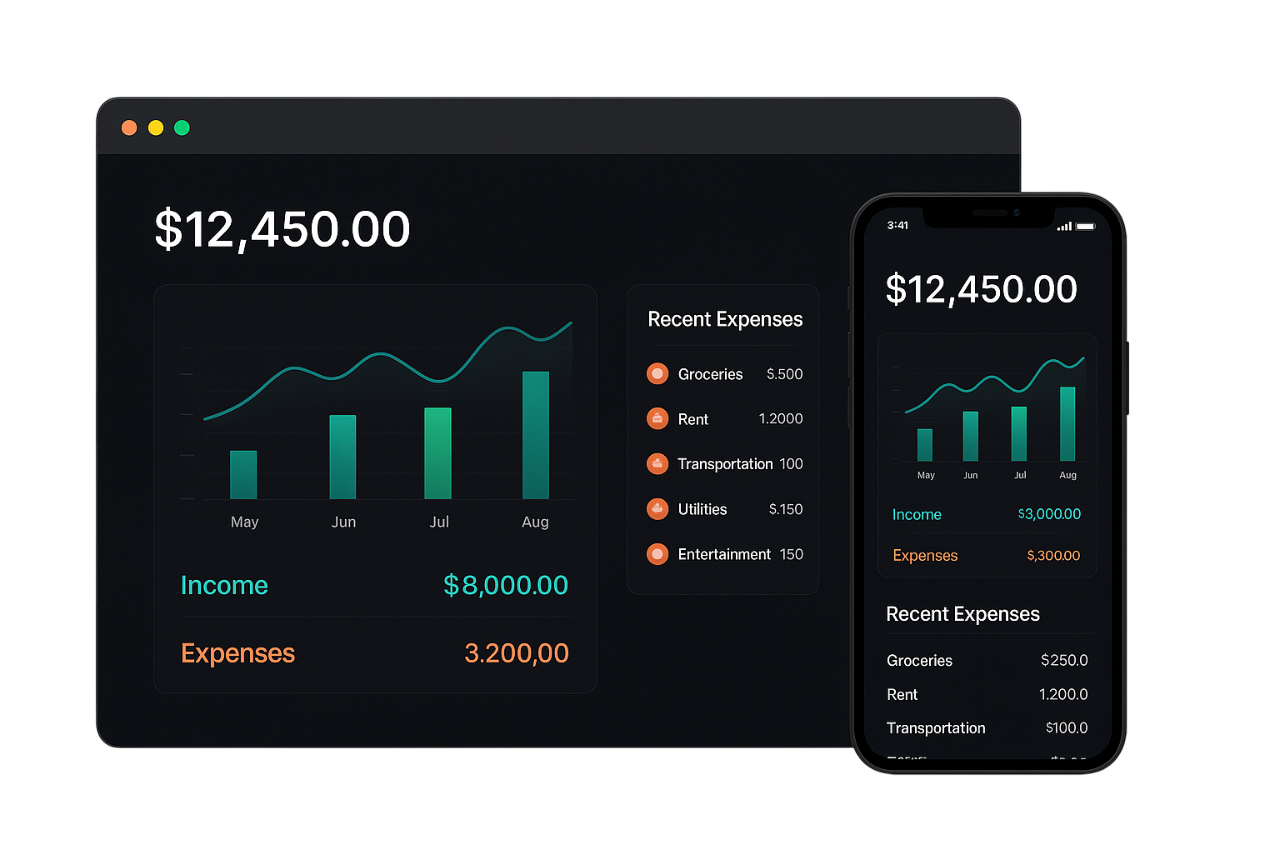 $12,450.00
May Jun Jul Aug
Income $8,000.00
Expenses 3.200,00
Recent Expenses
Groceries $.500
Rent 1.2000
Transportation 100
Utilities $.150
Entertainment 150
3:41
$12,450.00
May Jun Jul Aug
Income $3,000.00
Expenses $,300.00
Recent Expenses
Groceries $250.0
Rent 1.200.0
Transportation $100.0